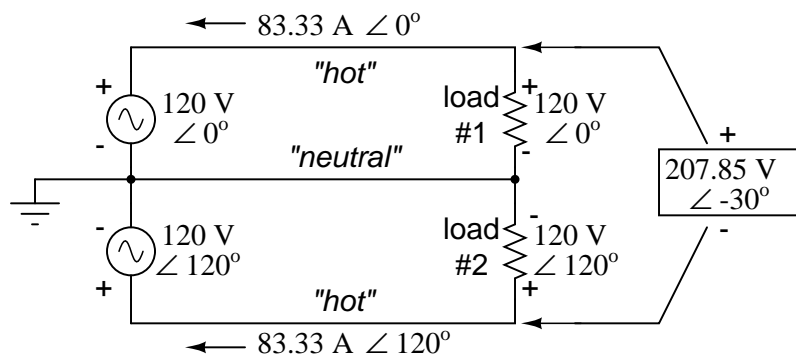 83.33 A ∠ 0°
"hot"
+
120 V
∠ 0°
-
load
#1
+
120 V
∠ 0°
-
"neutral"
+
207.85 V
∠ -30°
-
-
120 V
∠ 120°
+
load
#2
-
120 V
∠ 120°
+
"hot"
83.33 A ∠ 120°